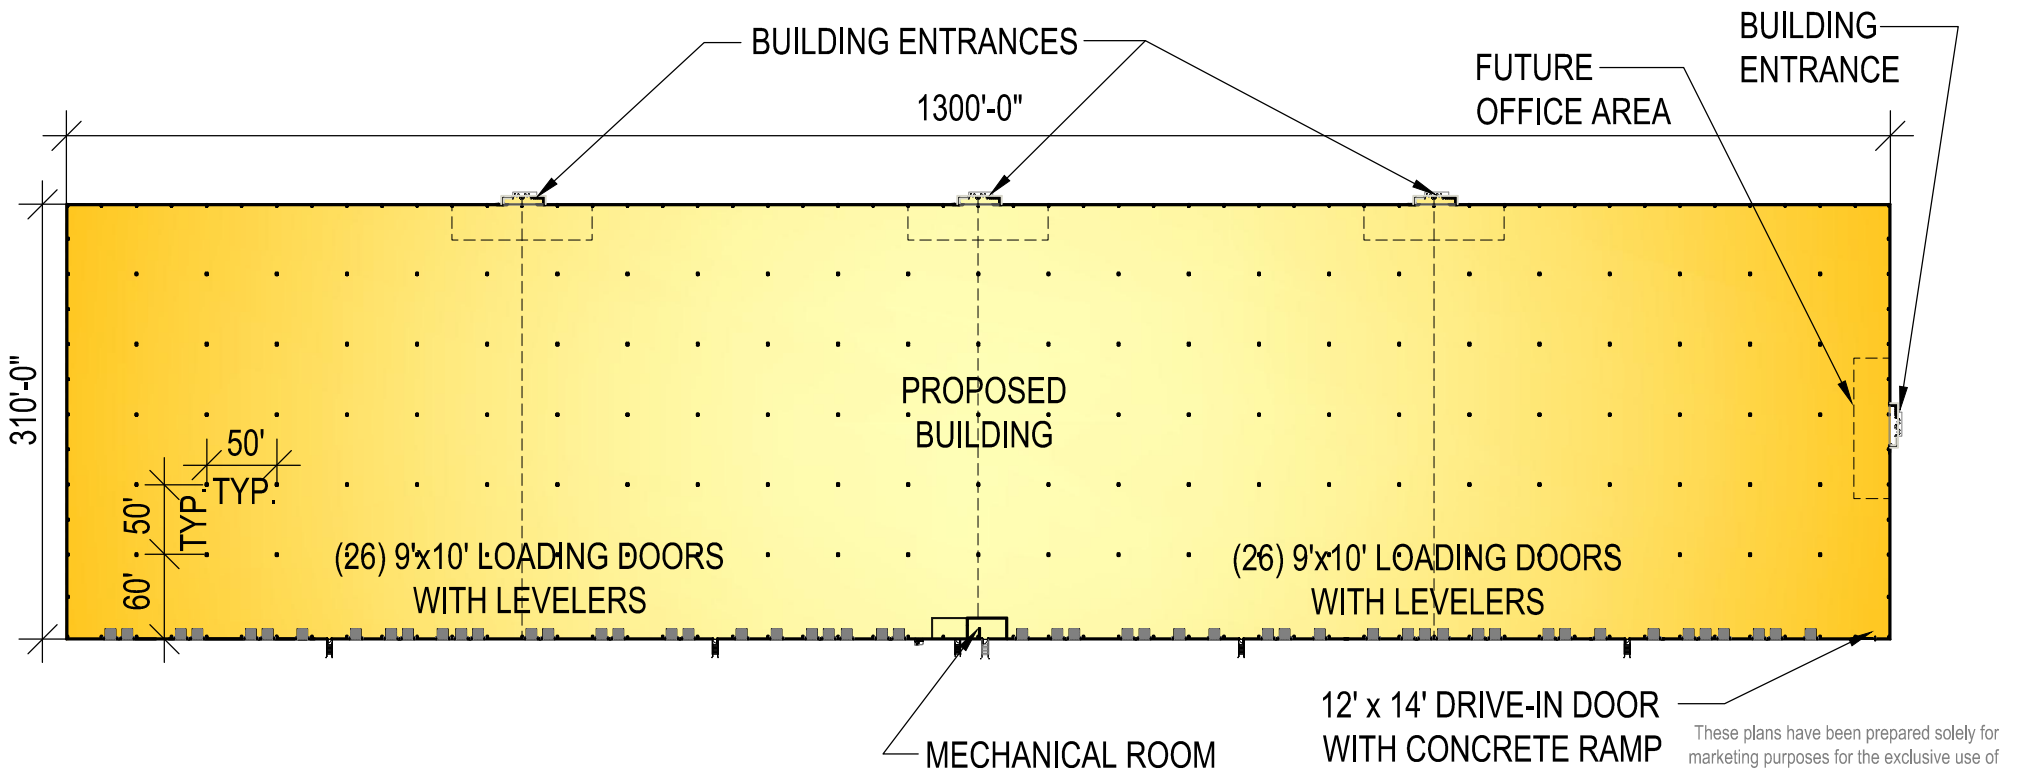 BUILDING ENTRANCES
BUILDING
ENTRANCE
FUTURE
OFFICE AREA
1300'-0"
310'-0"
PROPOSED
BUILDING
50'
TYP.
50'
TYP.
60'
(26) 9'x10' LOADING DOORS
WITH LEVELERS
(26) 9'x10' LOADING DOORS
WITH LEVELERS
MECHANICAL ROOM
12' x 14' DRIVE-IN DOOR
WITH CONCRETE RAMP
These plans have been prepared solely for
marketing purposes for the exclusive use of